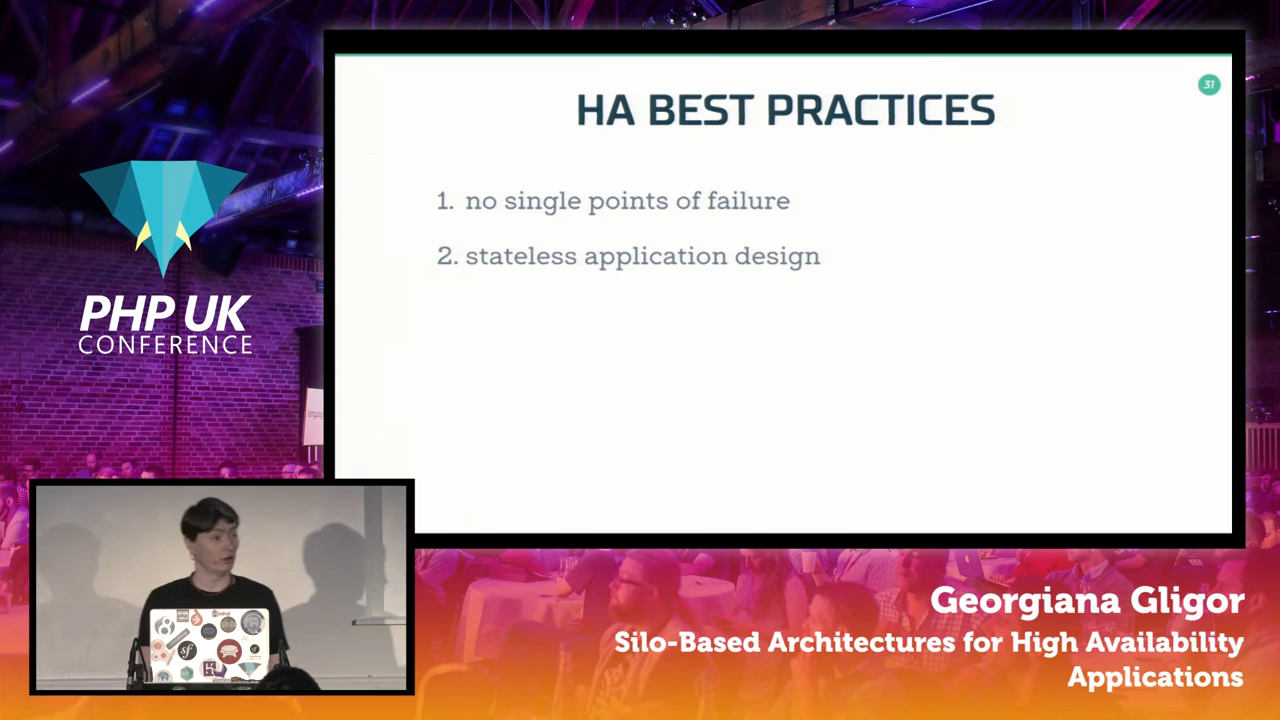 31
HA BEST PRACTICES
1. no single points of failure
2. stateless application design
PHP UK
CONFERENCE
sf
Georgiana Gligor
Silo-Based Architectures for High Availability
Applications